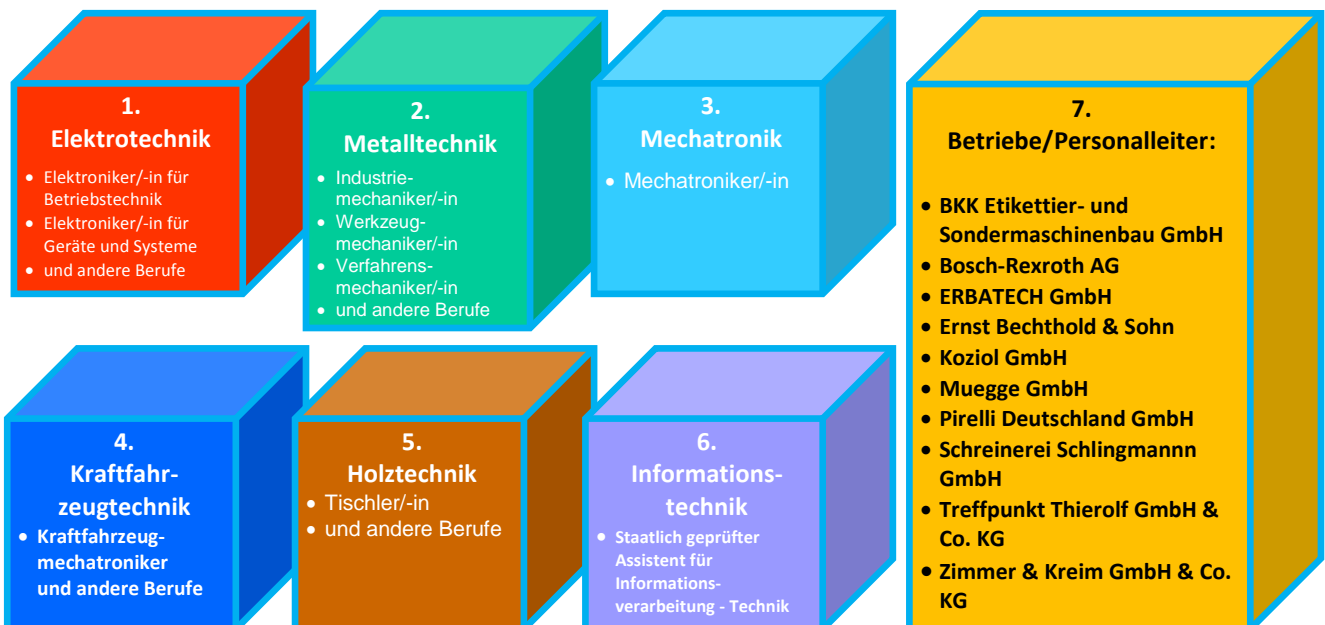 1.
Elektrotechnik
• Elektroniker/-in für
Betriebstechnik
• Elektroniker/-in für
Geräte und Systeme
• und andere Berufe
2.
Metalltechnik
• Industrie-
mechaniker/-in
• Werkzeug-
mechaniker/-in
• Verfahrens-
mechaniker/-in
• und andere Berufe
3.
Mechatronik
• Mechatroniker/-in
4.
Kraftfahr-
zeugtechnik
• Kraftfahrzeug-
mechatroniker
und andere Berufe
5.
Holztechnik
• Tischler/-in
• und andere Berufe
6.
Informations-
technik
• Staatlich geprüfter
Assistent für
Informations-
verarbeitung - Technik
7.
Betriebe/Personalleiter:
• BKK Etikettier- und
Sondermaschinenbau GmbH
• Bosch-Rexroth AG
• ERBATECH GmbH
• Ernst Bechthold & Sohn
• Koziol GmbH
• Muegge GmbH
• Pirelli Deutschland GmbH
• Schreinerei Schlingmannn
GmbH
• Treffpunkt Thierolf GmbH &
Co. KG
• Zimmer & Kreim GmbH & Co.
KG